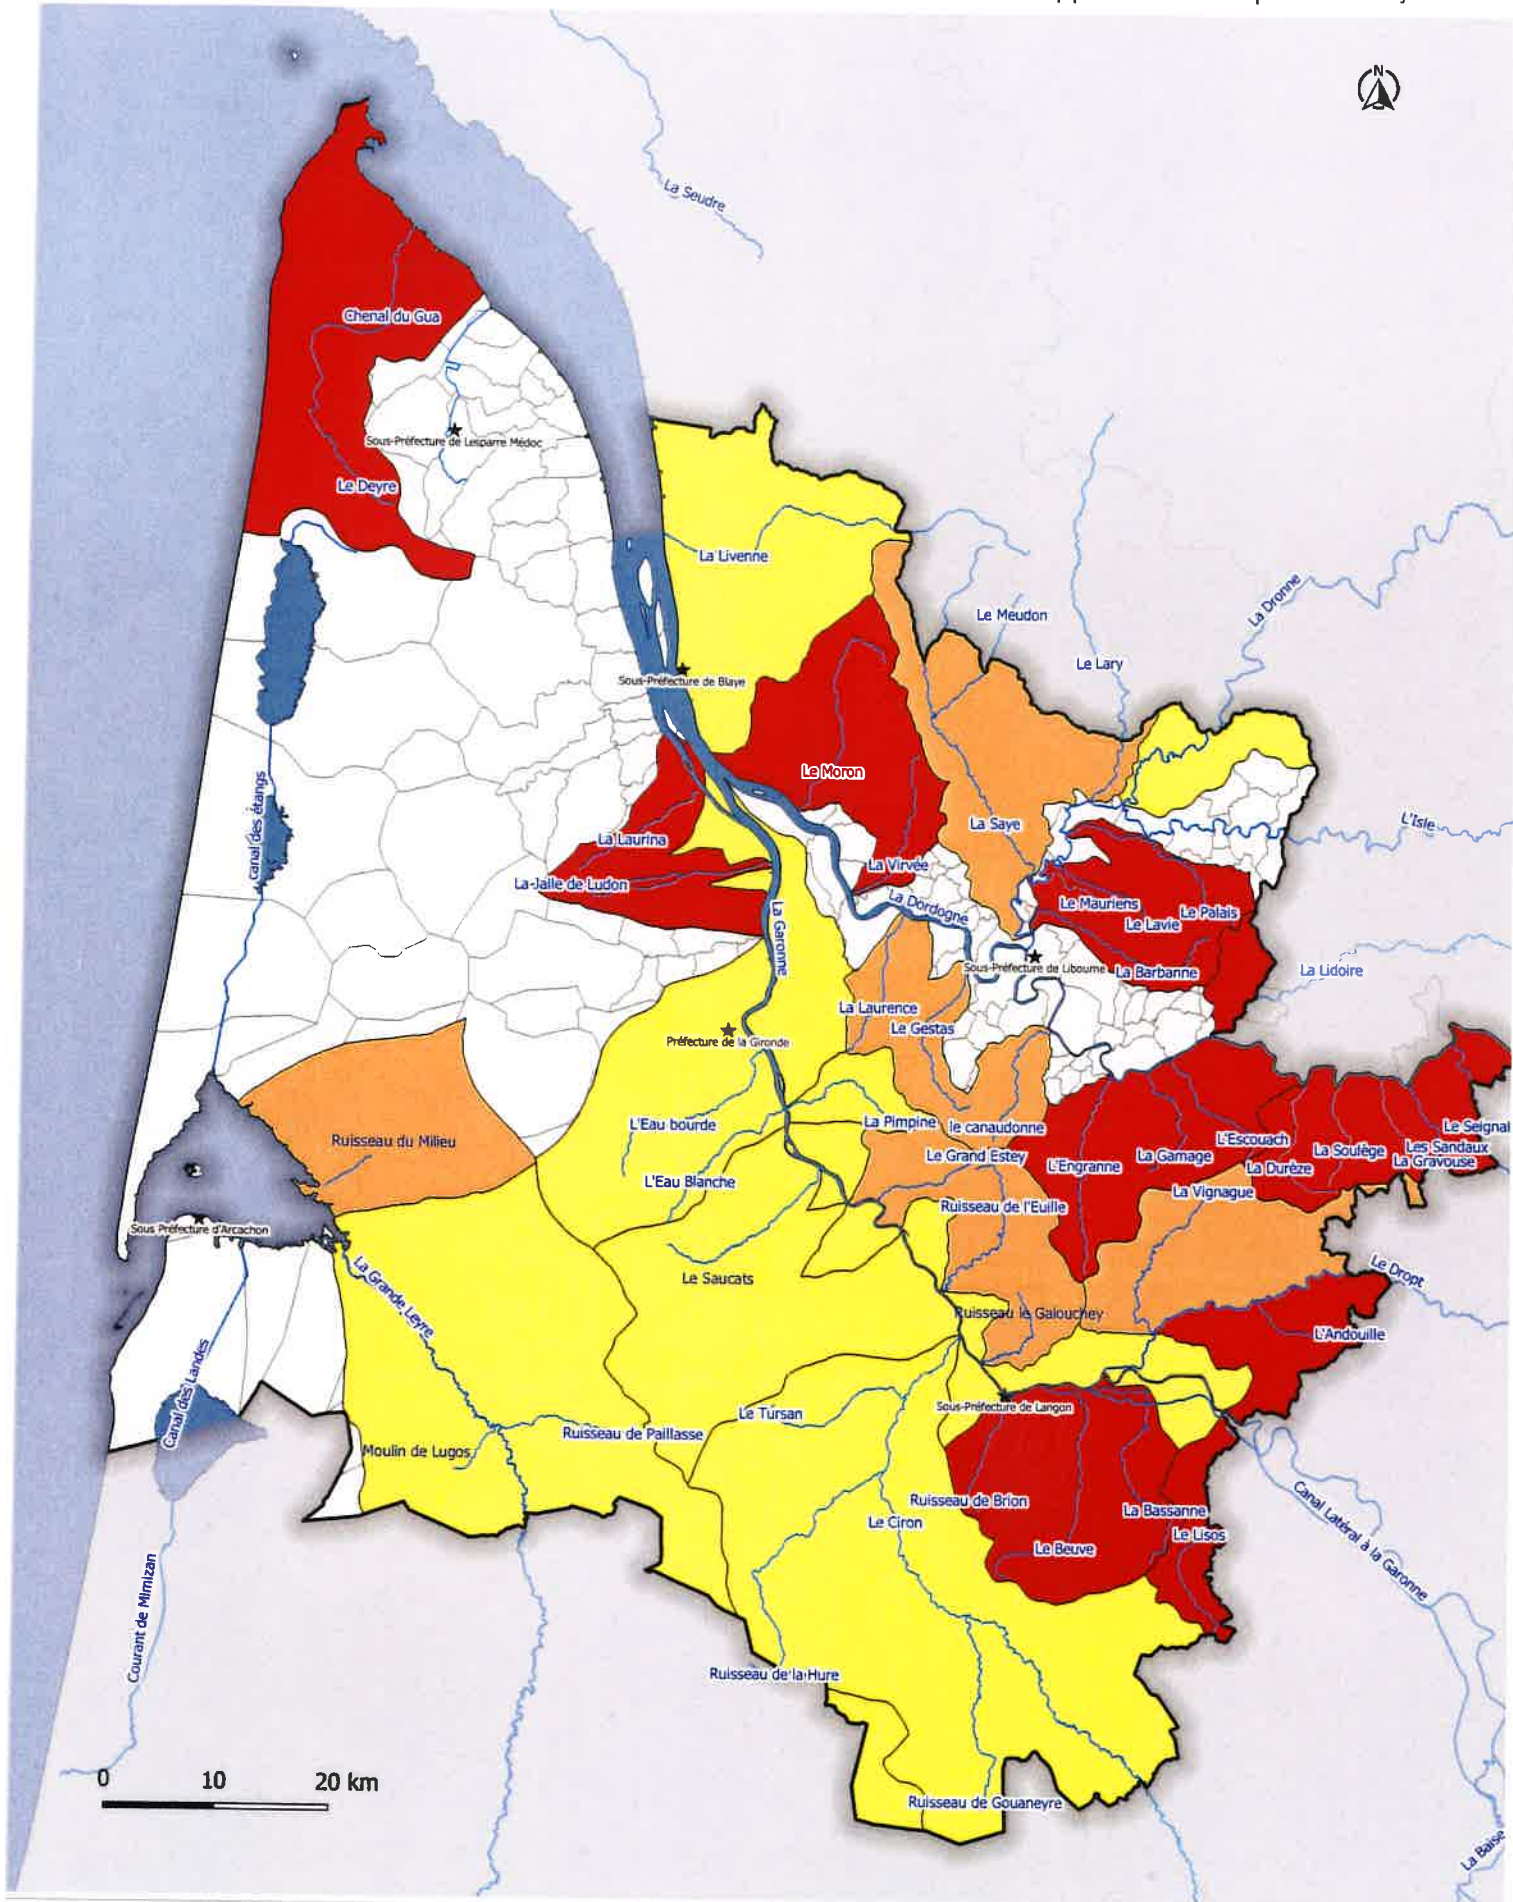 N
La Seudre
Chenal du Gua
Sous-Préfecture de Lesparre Médoc
Le Deyre
La Livenne
Le Meudon
La Dronne
Le Lary
Sous-Préfecture de Blaye
Le Moron
Canal des étangs
La Saye
L'Isle
La Laurina
La Virvée
La Jalle de Ludon
La Dordogne
Le Mauriens
Le Palais
Le Lavie
La Garonne
Sous-Préfecture de Libourne
La Barbanne
La Lidoire
La Laurence
Le Gestas
Préfecture de la Gironde
L'Eau bourde
La Pimpine
le canaudonne
Le Seignal
Ruisseau du Milieu
L'Escouach
Les Sandaux
La Soulège
Le Grand Estey
La Gamage
La Gravouse
L'Engranne
La Durèze
L'Eau Blanche
La Vignague
Ruisseau de l'Euille
Sous Préfecture d'Arcachon
Le Saucats
Le Dropt
La Grande Leyre
Ruisseau le Galouchey
L'Andouille
Canal des Landes
Le Tursan
Sous-Préfecture de Langon
Ruisseau de Paillasse
Moulin de Lugos
Ruisseau de Brion
La Bassanne
Le Ciron
Le Lisos
Canal Latéral à la Garonne
Le Beuve
Courant de Mimizan
Ruisseau de la Hure
0 10 20 km
Ruisseau de Gouaneyre
La Baïse